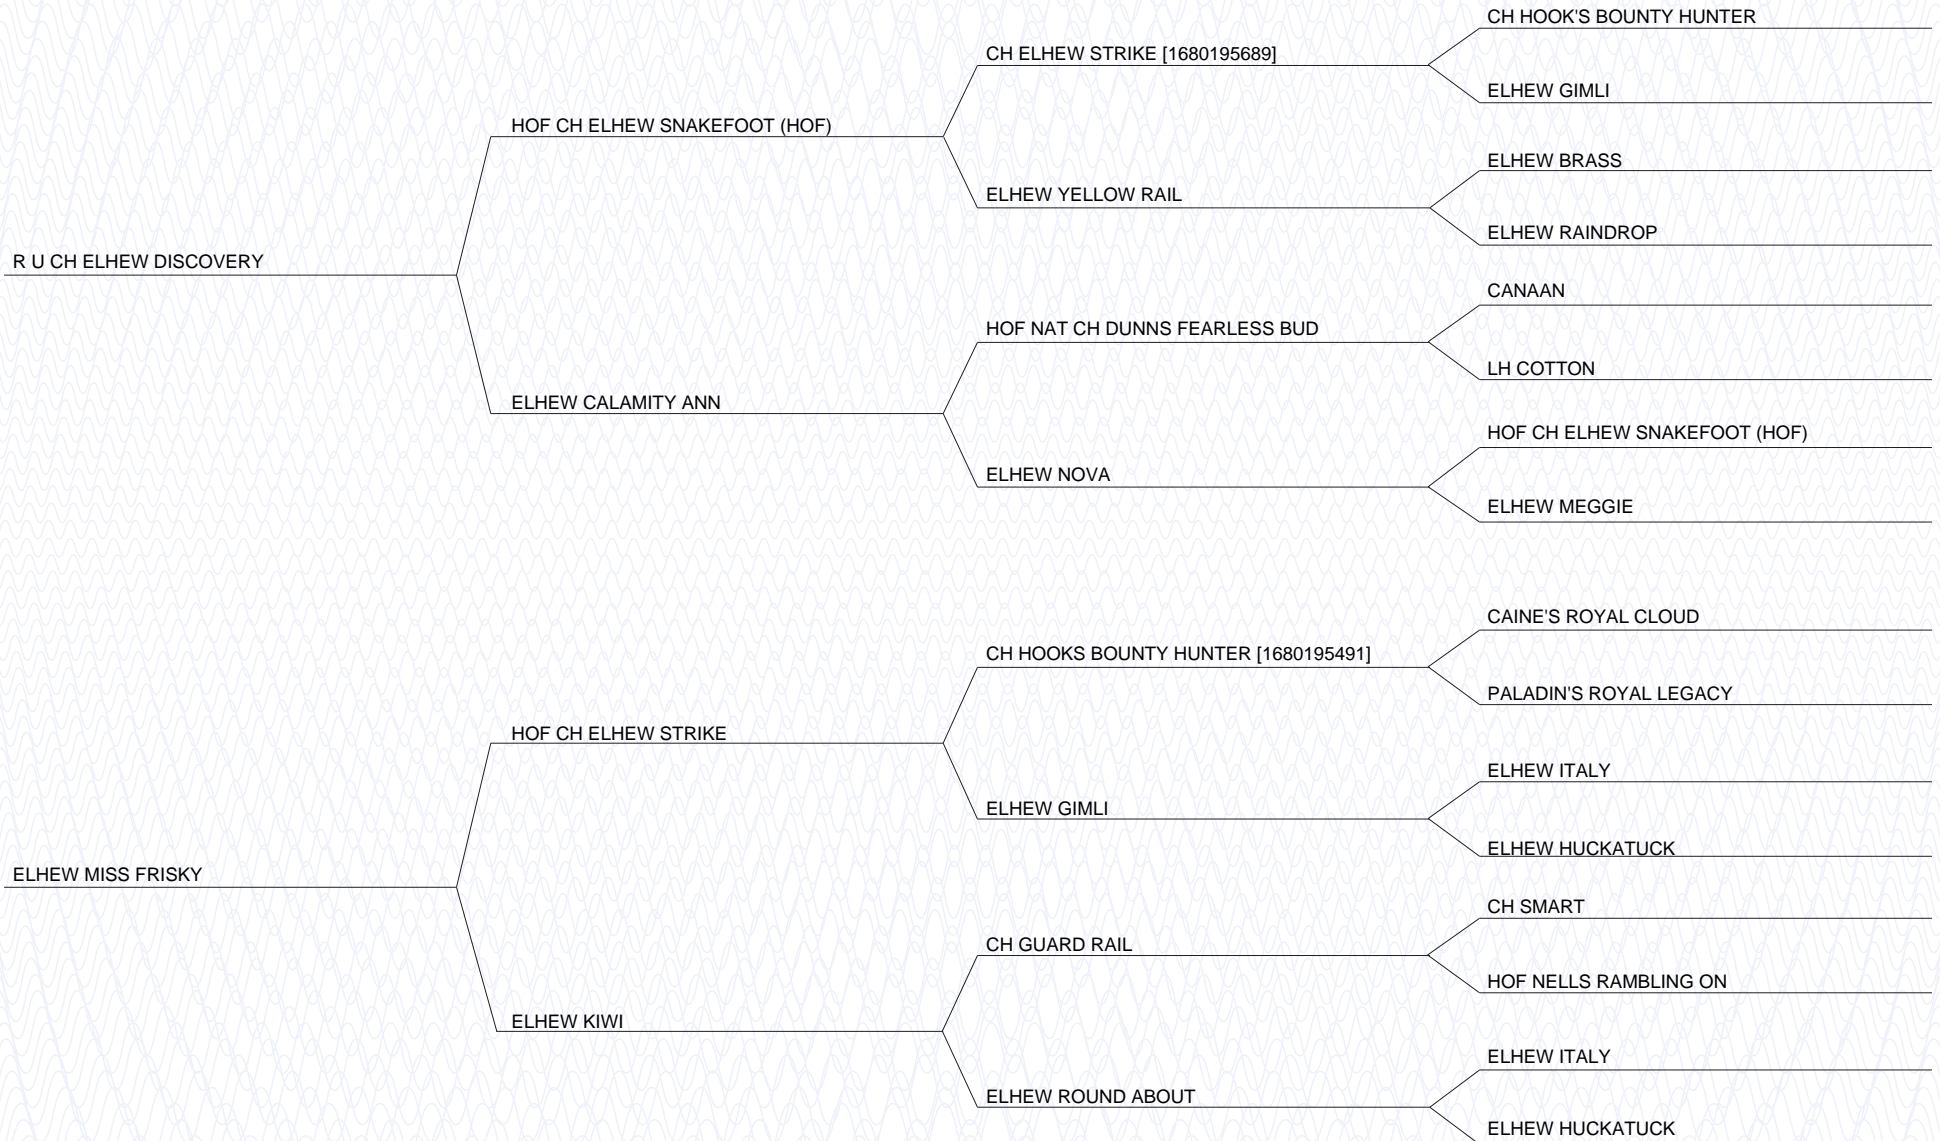 CH HOOK'S BOUNTY HUNTER
CH ELHEW STRIKE [1680195689]
ELHEW GIMLI
HOF CH ELHEW SNAKEFOOT (HOF)
ELHEW BRASS
ELHEW YELLOW RAIL
ELHEW RAINDROP
R U CH ELHEW DISCOVERY
CANAAN
HOF NAT CH DUNNS FEARLESS BUD
LH COTTON
ELHEW CALAMITY ANN
HOF CH ELHEW SNAKEFOOT (HOF)
ELHEW NOVA
ELHEW MEGGIE
CAINE'S ROYAL CLOUD
CH HOOKS BOUNTY HUNTER [1680195491]
PALADIN'S ROYAL LEGACY
HOF CH ELHEW STRIKE
ELHEW ITALY
ELHEW GIMLI
ELHEW HUCKATUCK
ELHEW MISS FRISKY
CH SMART
CH GUARD RAIL
HOF NELLS RAMBLING ON
ELHEW KIWI
ELHEW ITALY
ELHEW ROUND ABOUT
ELHEW HUCKATUCK